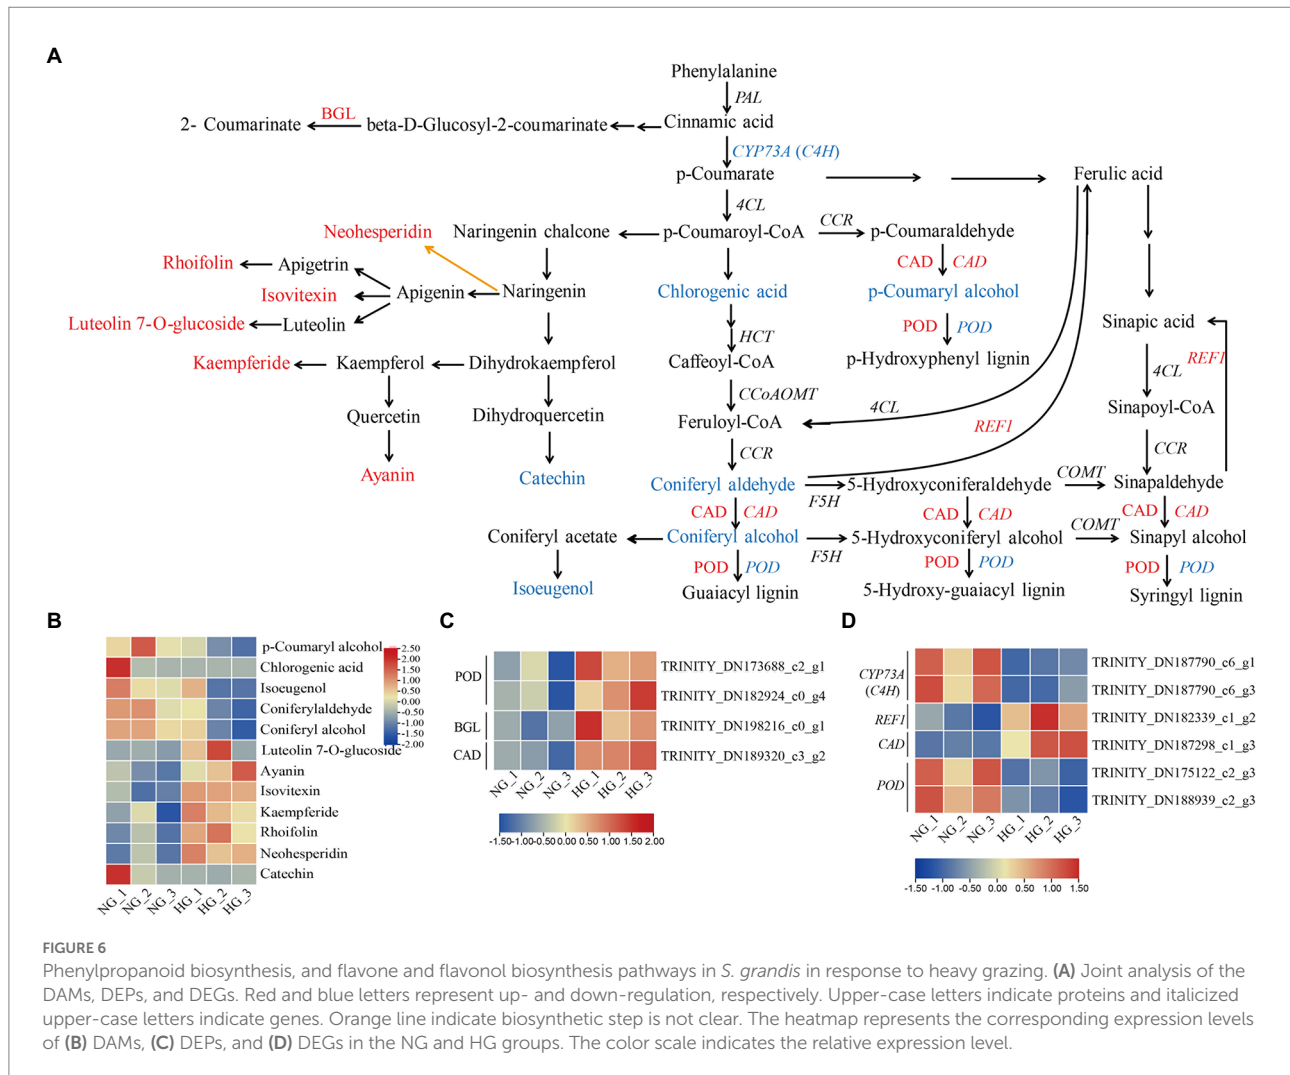 A
Phenylalanine
PAL
2- Coumarinate
BGL
beta-D-Glucosyl-2-coumarinate
Cinnamic acid
CYP73A (C4H)
p-Coumarate
Ferulic acid
4CL
Neohesperidin
Naringenin chalcone
p-Coumaroyl-CoA
CCR
p-Coumaraldehyde
Rhoifolin
Apigetrin
CAD CAD
Isovitexin
Apigenin
Naringenin
Chlorogenic acid
p-Coumaryl alcohol
Luteolin 7-O-glucoside
Luteolin
POD POD
Sinapic acid
HCT
Kaempferide
Kaempferol
Dihydrokaempferol
Caffeoyl-CoA
p-Hydroxyphenyl lignin
4CL
REF1
CCoAOMT
Quercetin
Dihydroquercetin
Feruloyl-CoA
4CL
Sinapoyl-CoA
REF1
CCR
CCR
Ayanin
Catechin
Coniferyl aldehyde
F5H
5-Hydroxyconiferaldehyde
COMT
Sinapaldehyde
CAD CAD
CAD CAD
CAD CAD
Coniferyl acetate
Coniferyl alcohol
F5H
5-Hydroxyconiferyl alcohol
COMT
Sinapyl alcohol
POD POD
POD POD
POD POD
Isoeugenol
Guaiacyl lignin
5-Hydroxy-guaiacyl lignin
Syringyl lignin
B
p-Coumaryl alcohol
Chlorogenic acid
Isoeugenol
Coniferylaldehyde
Coniferyl alcohol
Luteolin 7-O-glucoside
Ayanin
Isovitexin
Kaempferide
Rhoifolin
Neohesperidin
Catechin
2.50
2.00
1.50
1.00
0.50
0.00
-0.50
-1.00
-1.50
-2.00
NG_1 NG_2 NG_3 HG_1 HG_2 HG_3
C
POD
TRINITY_DN173688_c2_g1
TRINITY_DN182924_c0_g4
BGL
TRINITY_DN198216_c0_g1
CAD
TRINITY_DN189320_c3_g2
NG_1 NG_2 NG_3 HG_1 HG_2 HG_3
-1.50 -1.00 -0.50 0.00 0.50 1.00 1.50 2.00
D
CYP73A
(C4H)
TRINITY_DN187790_c6_g1
TRINITY_DN187790_c6_g3
REF1
TRINITY_DN182339_c1_g2
CAD
TRINITY_DN187298_c1_g3
POD
TRINITY_DN175122_c2_g3
TRINITY_DN188939_c2_g3
NG_1 NG_2 NG_3 HG_1 HG_2 HG_3
-1.50 -1.00 -0.50 0.00 0.50 1.00 1.50
FIGURE 6
Phenylpropanoid biosynthesis, and flavone and flavonol biosynthesis pathways in S. grandis in response to heavy grazing. (A) Joint analysis of the
DAMs, DEPs, and DEGs. Red and blue letters represent up- and down-regulation, respectively. Upper-case letters indicate proteins and italicized
upper-case letters indicate genes. Orange line indicate biosynthetic step is not clear. The heatmap represents the corresponding expression levels
of (B) DAMs, (C) DEPs, and (D) DEGs in the NG and HG groups. The color scale indicates the relative expression level.